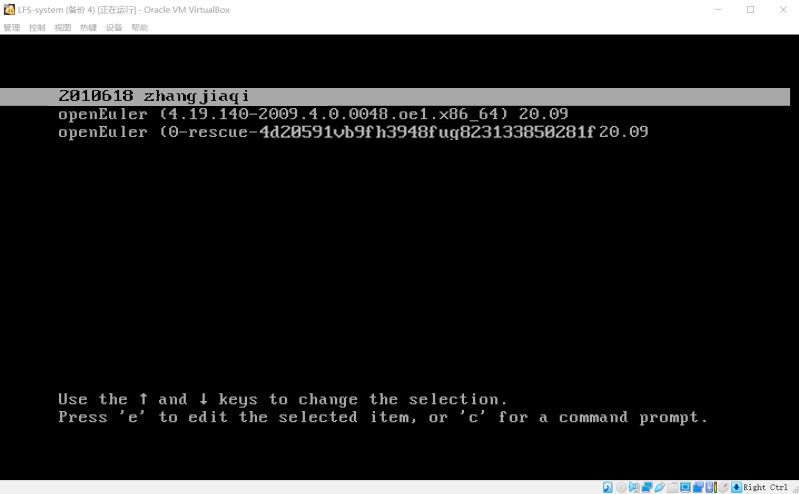 LFS-system (备份 4) [正在运行] - Oracle VM VirtualBox
管理 控制 视图 热键 设备 帮助
2010618 zhangjiaqi
openEuler (4.19.140-2009.4.0.0048.oe1.x86_64) 20.09
openEuler (0-rescue-4d20591vb9fh3948fug823133850281f 20.09
Use the ↑ and ↓ keys to change the selection.
Press 'e' to edit the selected item, or 'c' for a command prompt.
Right Ctrl